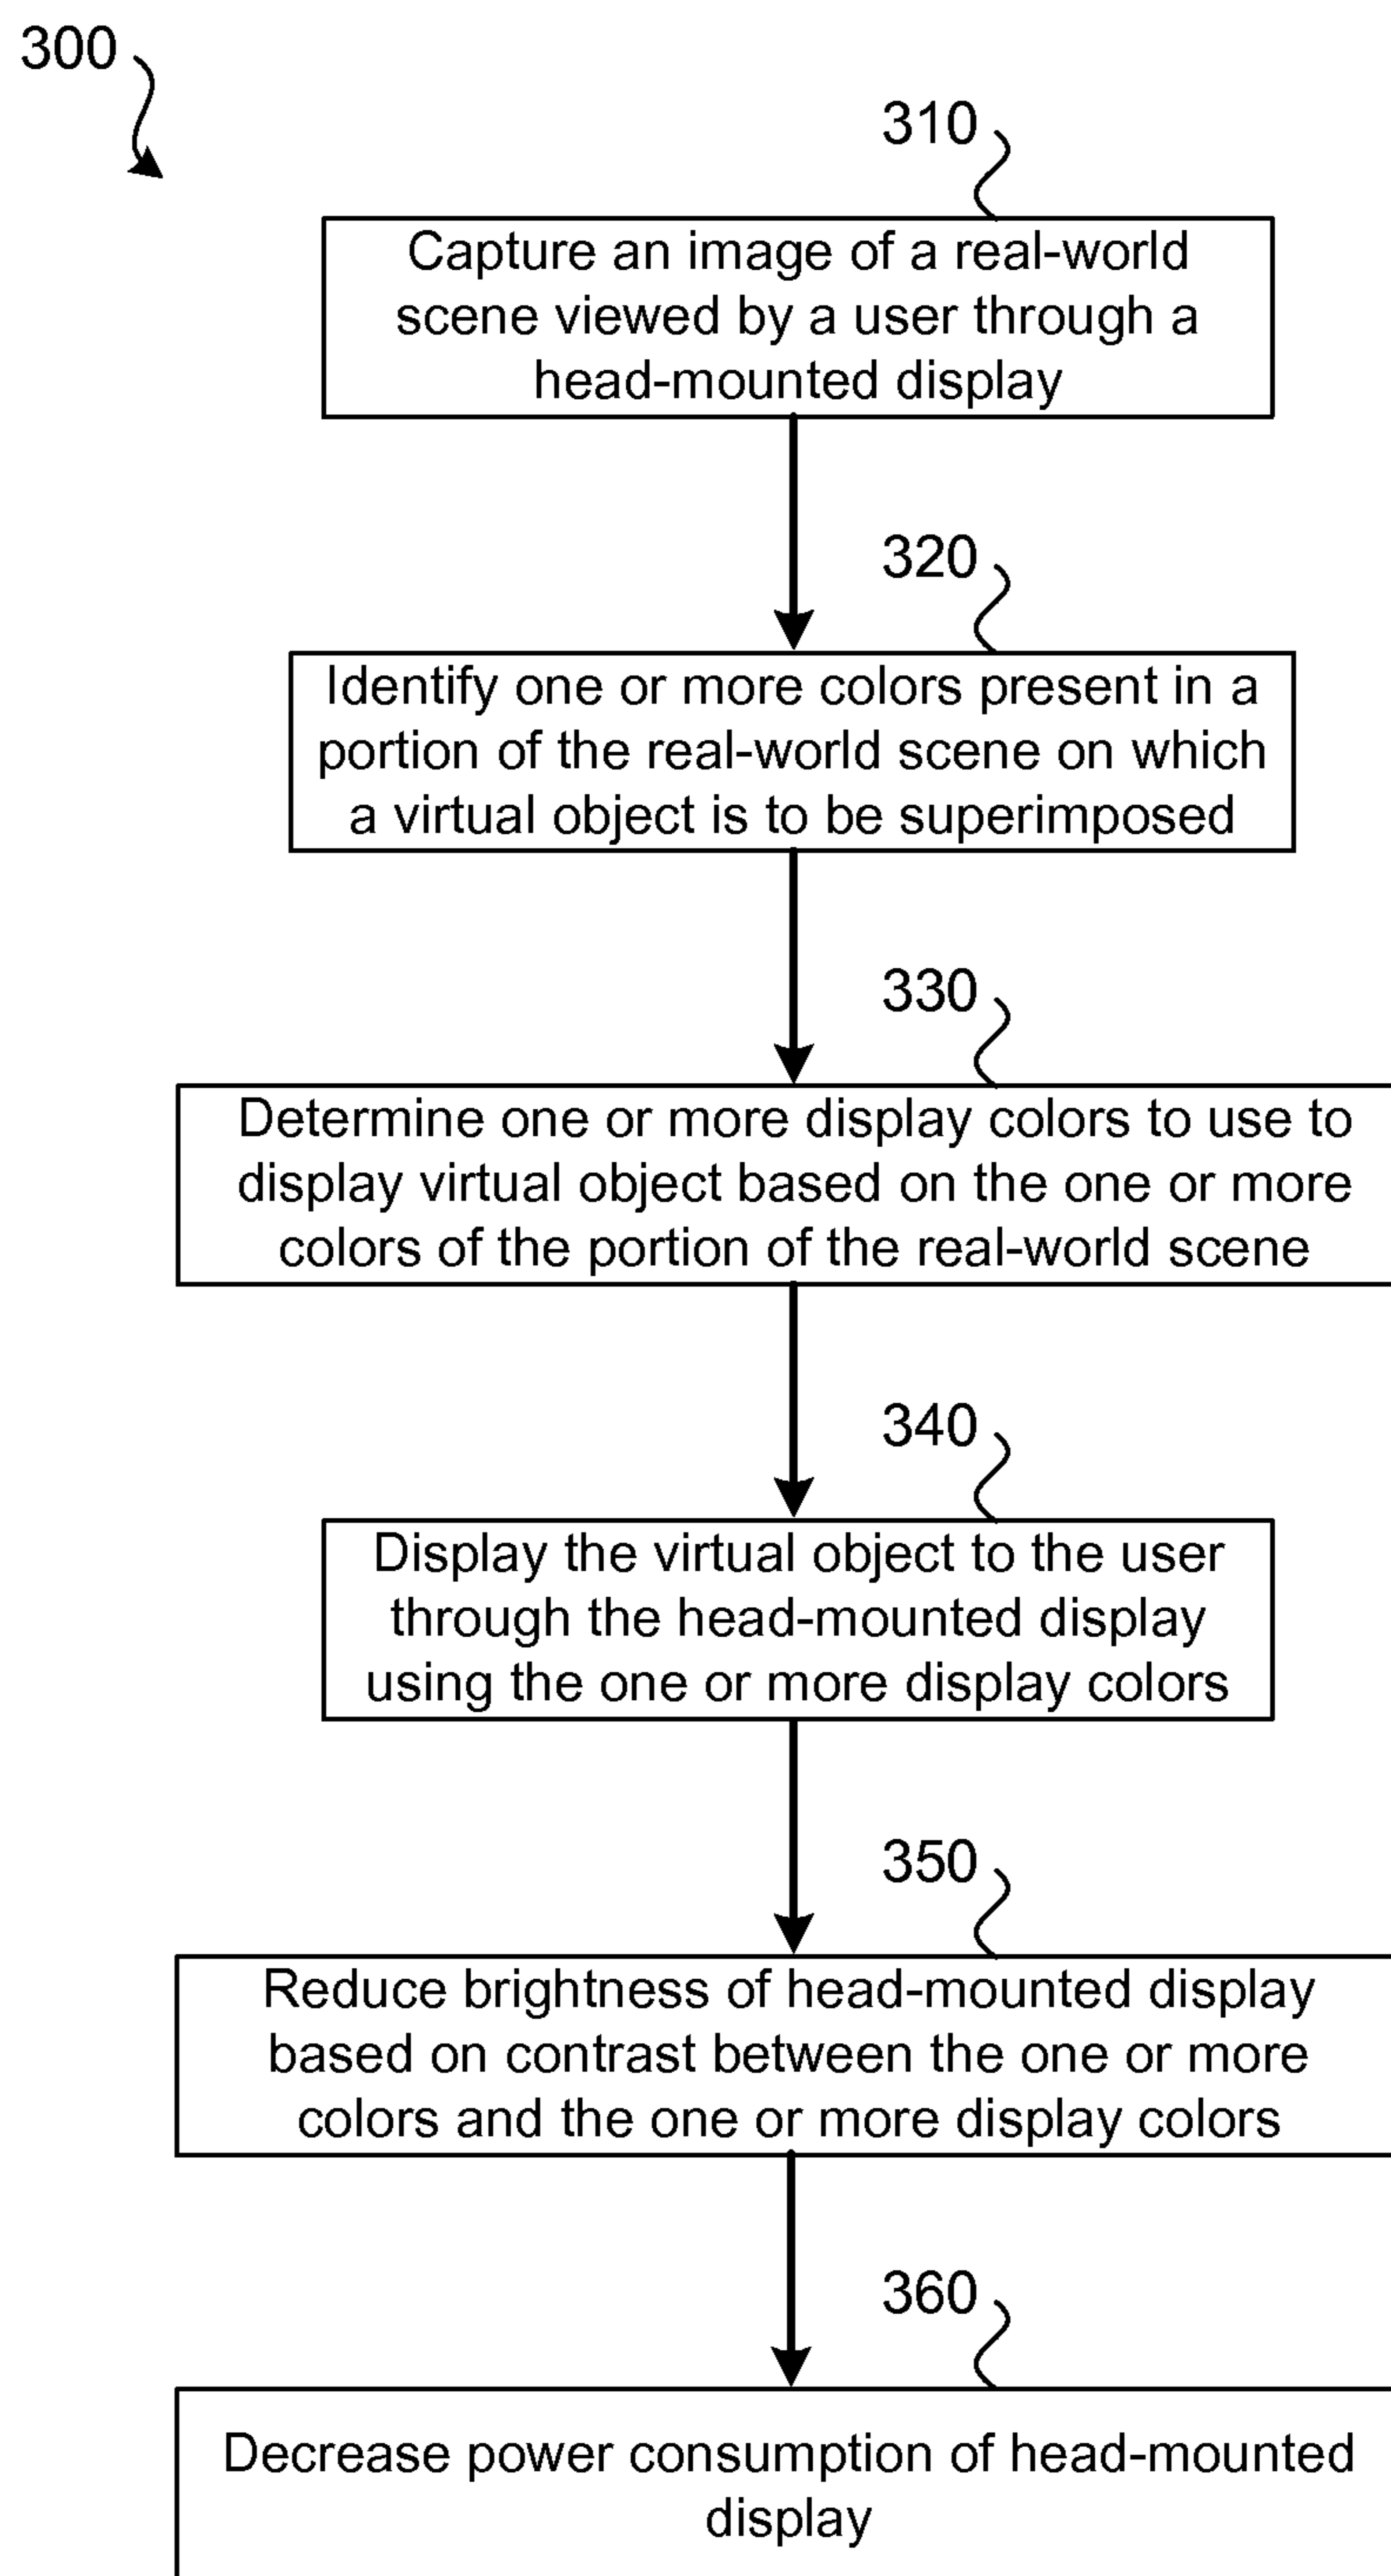 300
310
Capture an image of a real-world
scene viewed by a user through a
head-mounted display
320
Identify one or more colors present in a
portion of the real-world scene on which
a virtual object is to be superimposed
330
Determine one or more display colors to use to
display virtual object based on the one or more
colors of the portion of the real-world scene
340
Display the virtual object to the user
through the head-mounted display
using the one or more display colors
350
Reduce brightness of head-mounted display
based on contrast between the one or more
colors and the one or more display colors
360
Decrease power consumption of head-mounted
display